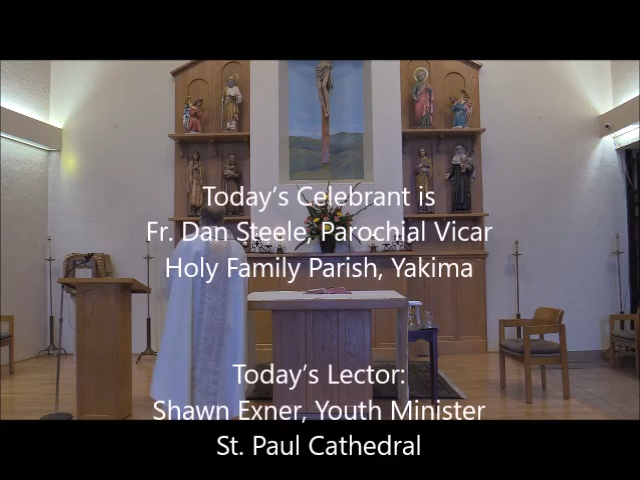 Today's Celebrant is
Fr. Dan Steele, Parochial Vicar
Holy Family Parish, Yakima
Today's Lector:
Shawn Exner, Youth Minister
St. Paul Cathedral